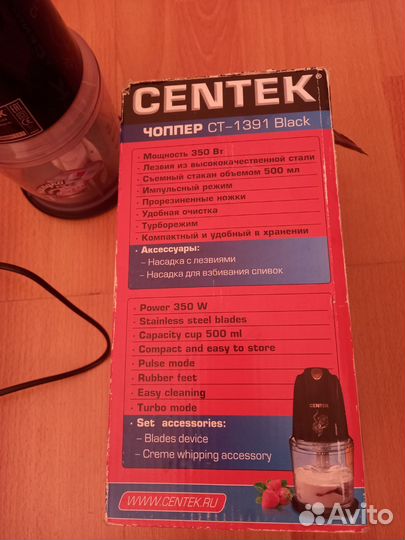 CENTEK®
ЧОППЕР CT-1391 Black
· Мощность 350 Вт
· Лезвия из высококачественной стали
· Съемный стакан объемом 500 мл
· Импульсный режим
· Прорезиненные ножки
· Удобная очистка
· Турборежим
· Компактный и удобный в хранении
· Аксессуары:
– Насадка с лезвиями
– Насадка для взбивания сливок
· Power 350 W
· Stainless steel blades
· Capacity cup 500 ml
· Compact and easy to store
· Pulse mode
· Rubber feet
· Easy cleaning
· Turbo mode
· Set accessories:
– Blades device
– Creme whipping accessory
CENTEK
WWW.CENTEK.RU
Avito